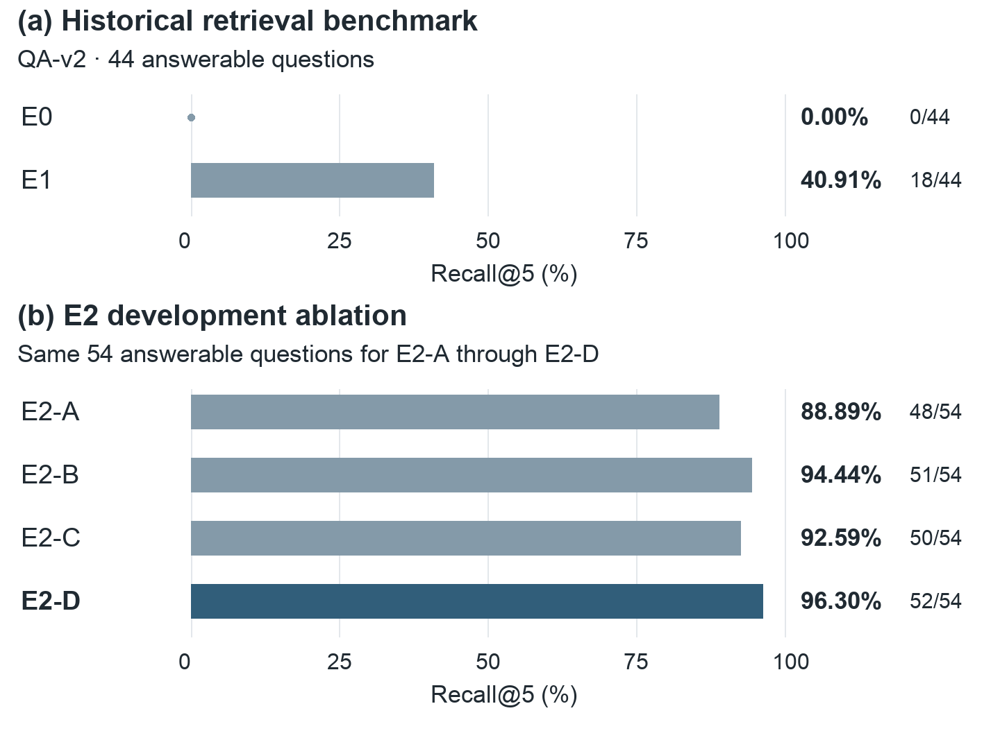 (a) Historical retrieval benchmark
QA-v2 · 44 answerable questions
E0 0.00% 0/44
E1 40.91% 18/44
0 25 50 75 100
Recall@5 (%)
(b) E2 development ablation
Same 54 answerable questions for E2-A through E2-D
E2-A 88.89% 48/54
E2-B 94.44% 51/54
E2-C 92.59% 50/54
E2-D 96.30% 52/54
0 25 50 75 100
Recall@5 (%)